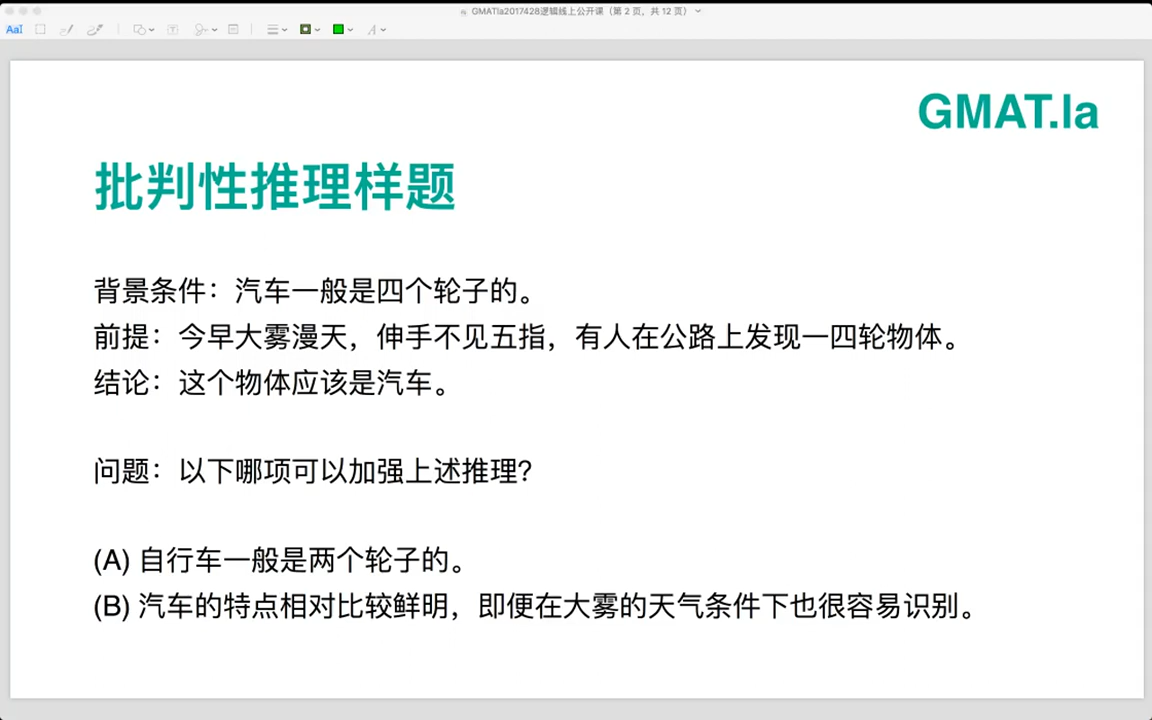 GMATla2017428逻辑线上公开课（第 2 页，共 12 页）
AaI
A
GMAT.la
批判性推理样题
背景条件：汽车一般是四个轮子的。
前提：今早大雾漫天，伸手不见五指，有人在公路上发现一四轮物体。
结论：这个物体应该是汽车。
问题：以下哪项可以加强上述推理？
(A) 自行车一般是两个轮子的。
(B) 汽车的特点相对比较鲜明，即便在大雾的天气条件下也很容易识别。